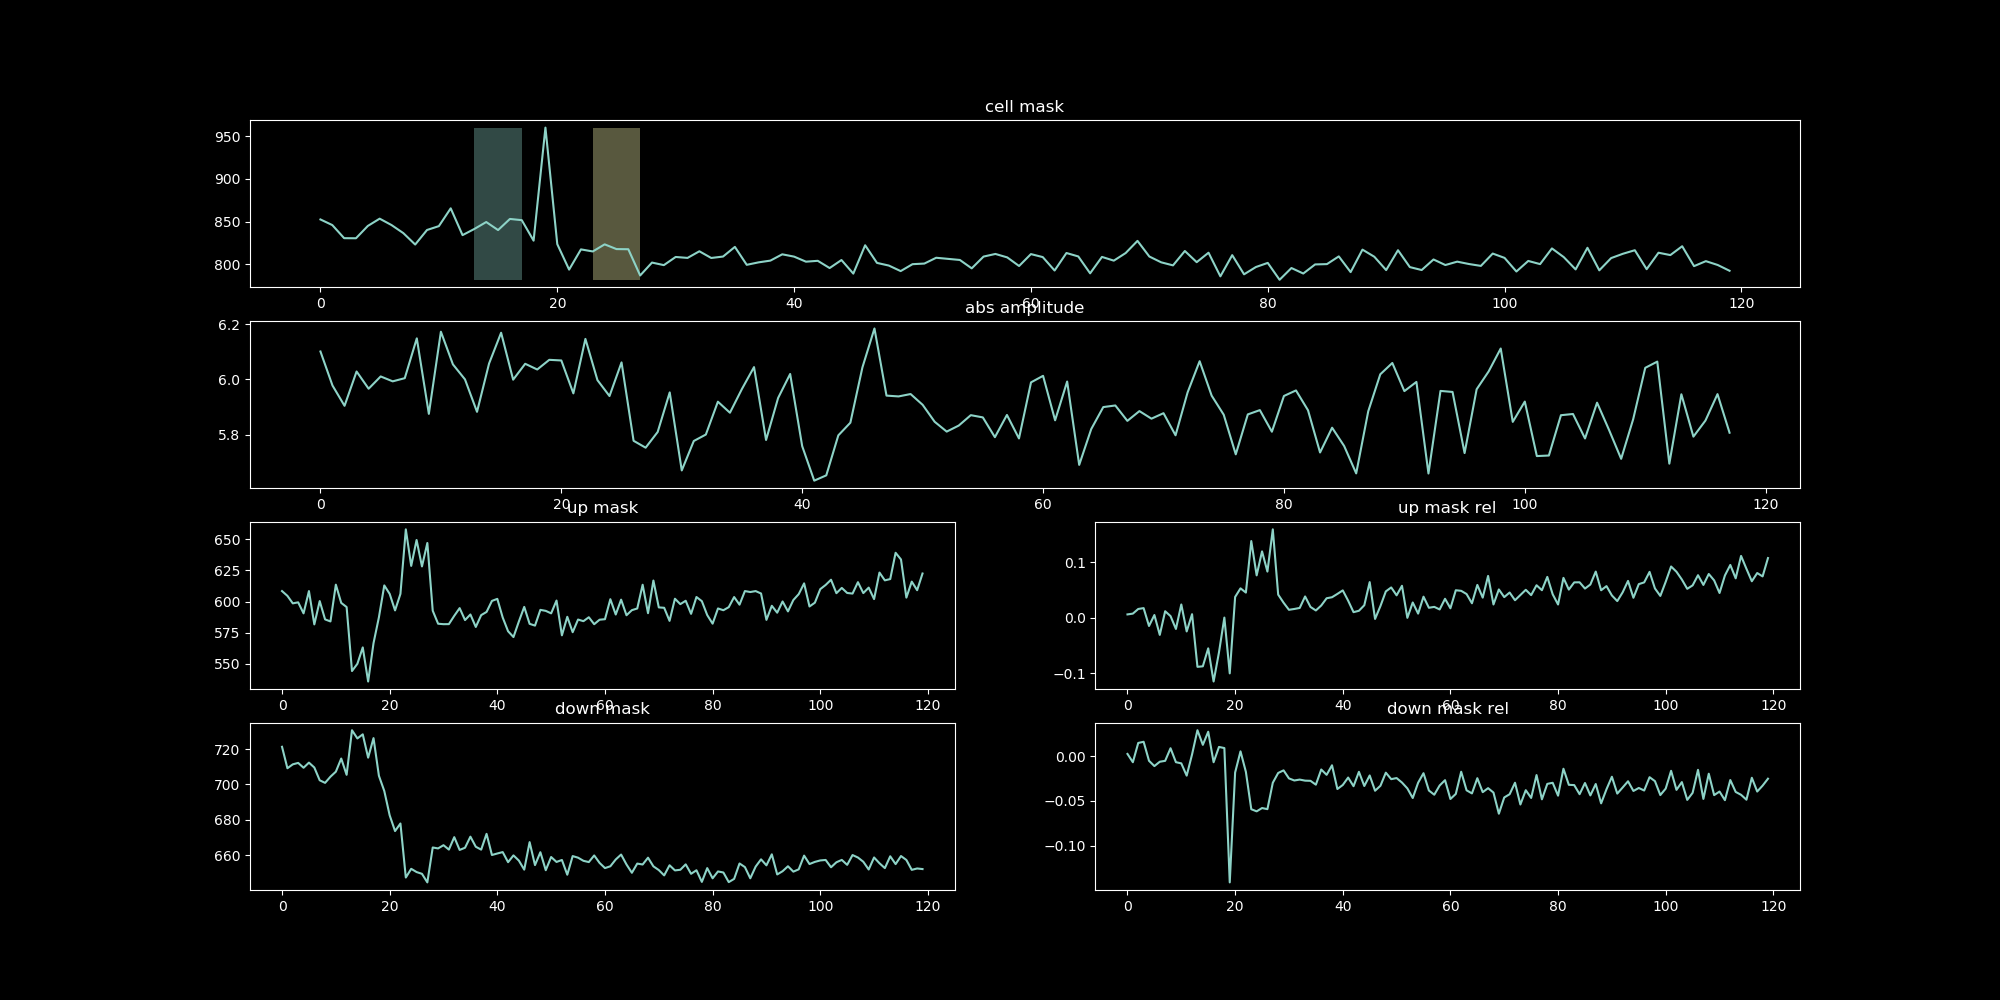 cell mask
950
900
850
800
0 20 40 60 80 100 120
abs amplitude
6.2
6.0
5.8
0 20 40 60 80 100 120
up mask
650
625
600
575
550
0 20 40 60 80 100 120
up mask rel
0.1
0.0
−0.1
0 20 40 60 80 100 120
down mask
720
700
680
660
0 20 40 60 80 100 120
down mask rel
0.00
−0.05
−0.10
0 20 40 60 80 100 120